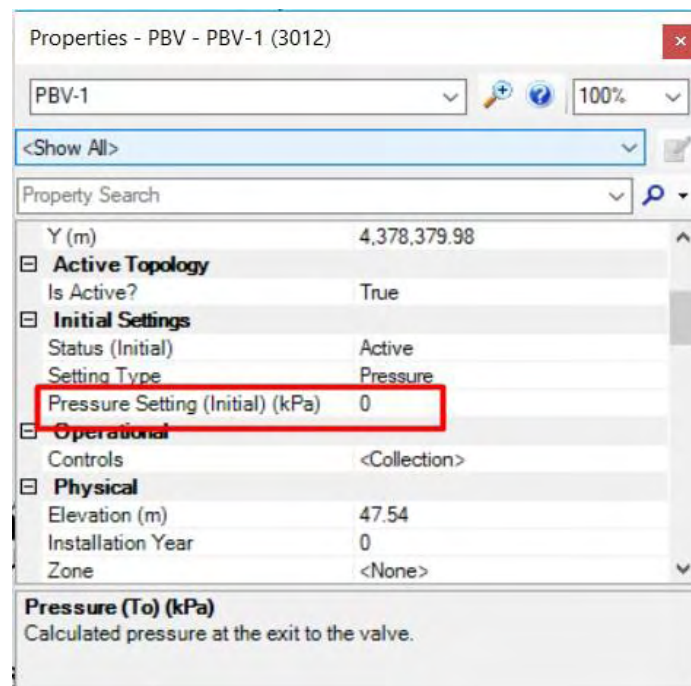 Properties - PBV - PBV-1 (3012)
PBV-1 100%
<Show All>
Property Search
Y (m) 4,378,379.98
Active Topology
Is Active? True
Initial Settings
Status (Initial) Active
Setting Type Pressure
Pressure Setting (Initial) (kPa) 0
Operational
Controls <Collection>
Physical
Elevation (m) 47.54
Installation Year 0
Zone <None>
Pressure (To) (kPa)
Calculated pressure at the exit to the valve.